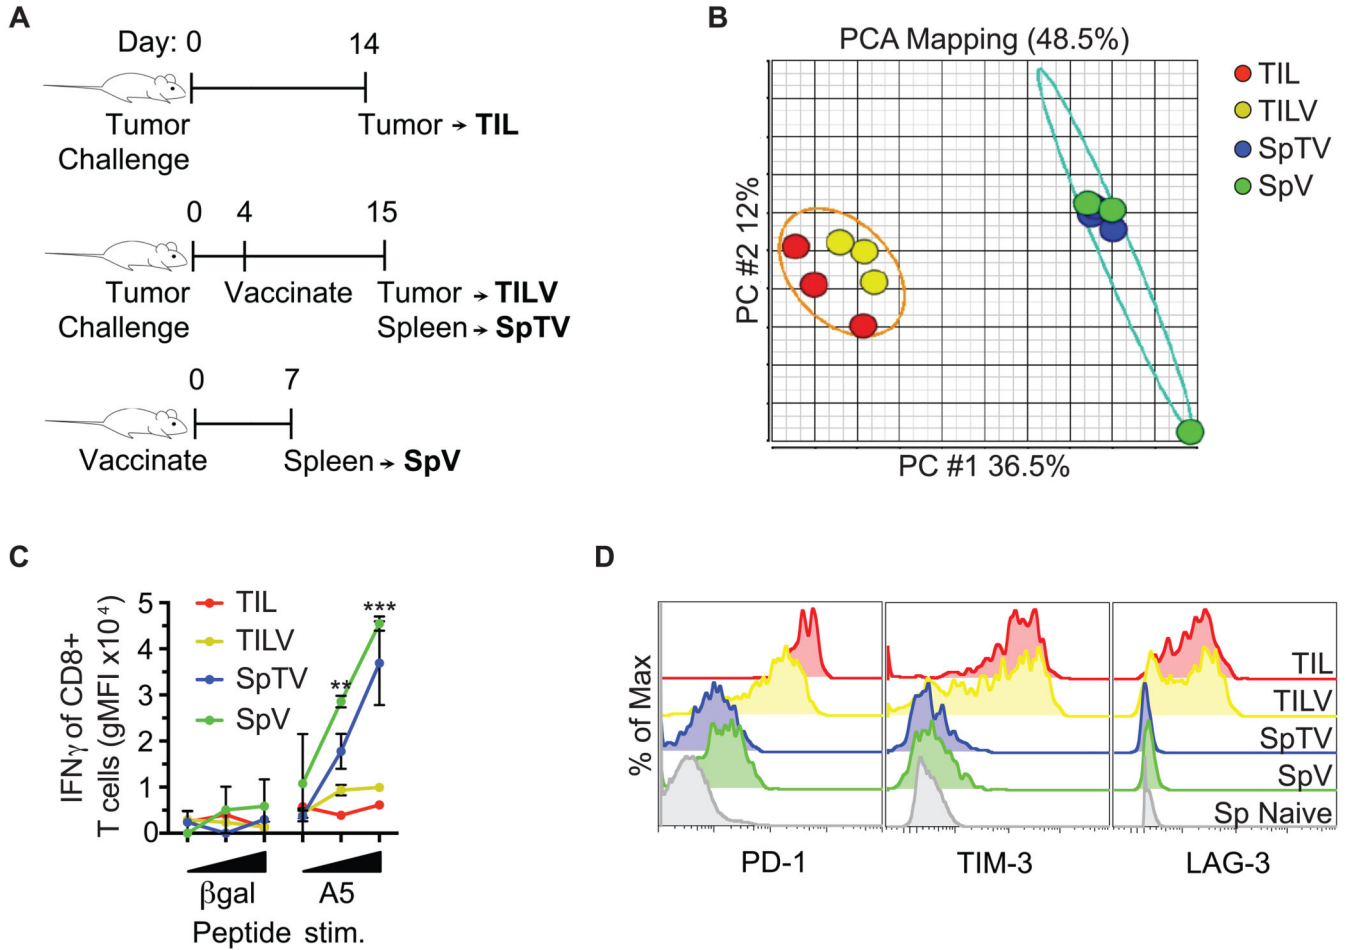 A
Day: 0 14
Tumor
Challenge
Tumor → TIL
0 4 15
Tumor
Challenge
Vaccinate
Tumor → TILV
Spleen → SpTV
0 7
Vaccinate
Spleen → SpV
B
PCA Mapping (48.5%)
PC #2 12%
PC #1 36.5%
TIL
TILV
SpTV
SpV
C
IFNγ of CD8+
T cells (gMFI x10⁴)
5
4
3
2
1
0
TIL
TILV
SpTV
SpV
**
***
βgal A5
Peptide stim.
D
% of Max
TIL
TILV
SpTV
SpV
Sp Naive
PD-1 TIM-3 LAG-3